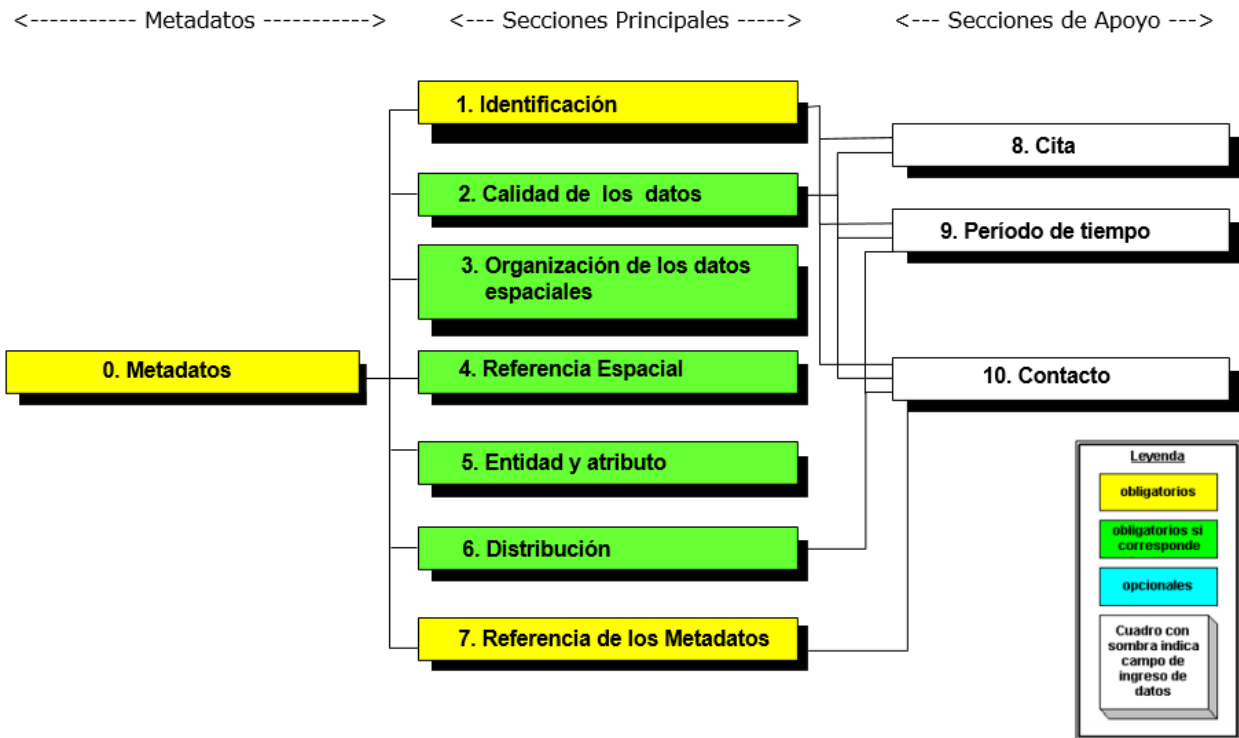 <----------- Metadatos ----------->
<--- Secciones Principales ----->
<--- Secciones de Apoyo --->
0. Metadatos
1. Identificación
2. Calidad de los datos
3. Organización de los datos
espaciales
4. Referencia Espacial
5. Entidad y atributo
6. Distribución
7. Referencia de los Metadatos
8. Cita
9. Período de tiempo
10. Contacto
Leyenda
obligatorios
obligatorios si
corresponde
opcionales
Cuadro con
sombra indica
campo de
ingreso de
datos